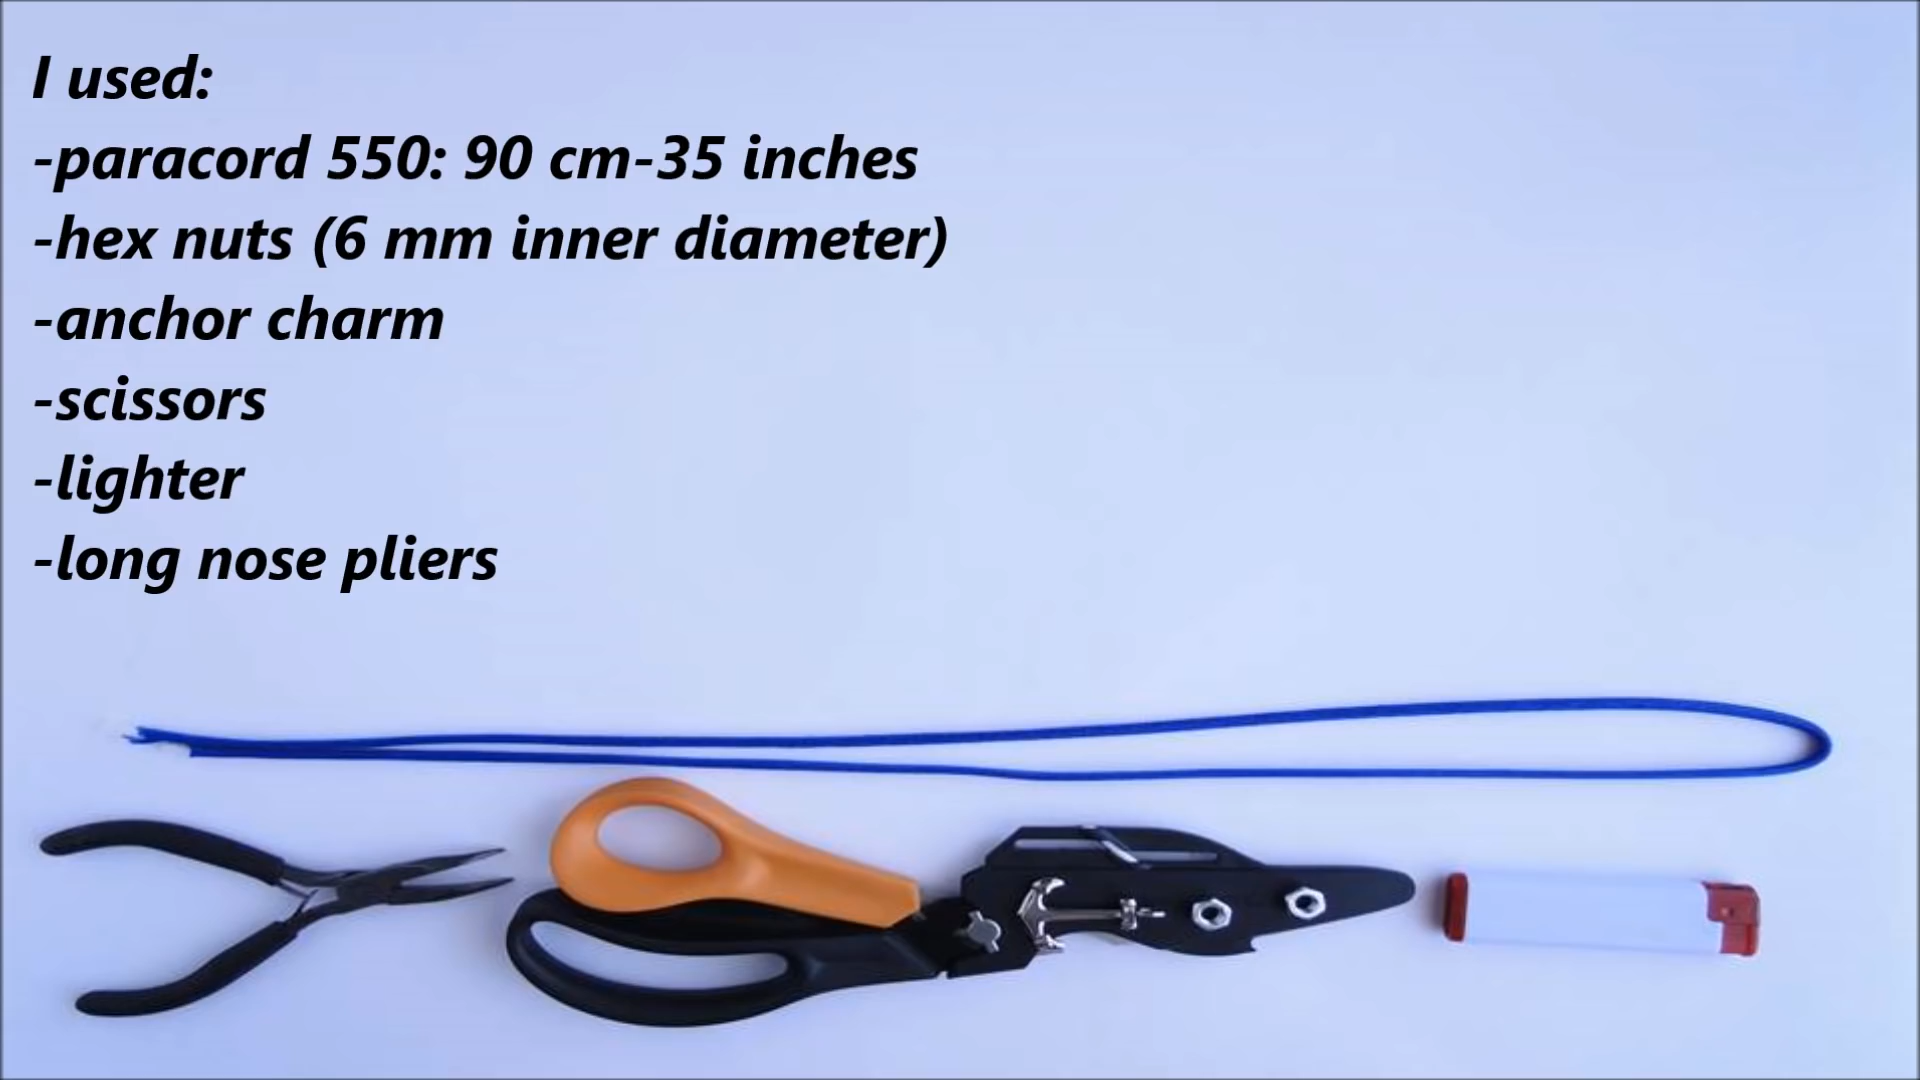 I used:
-paracord 550: 90 cm-35 inches
-hex nuts (6 mm inner diameter)
-anchor charm
-scissors
-lighter
-long nose pliers